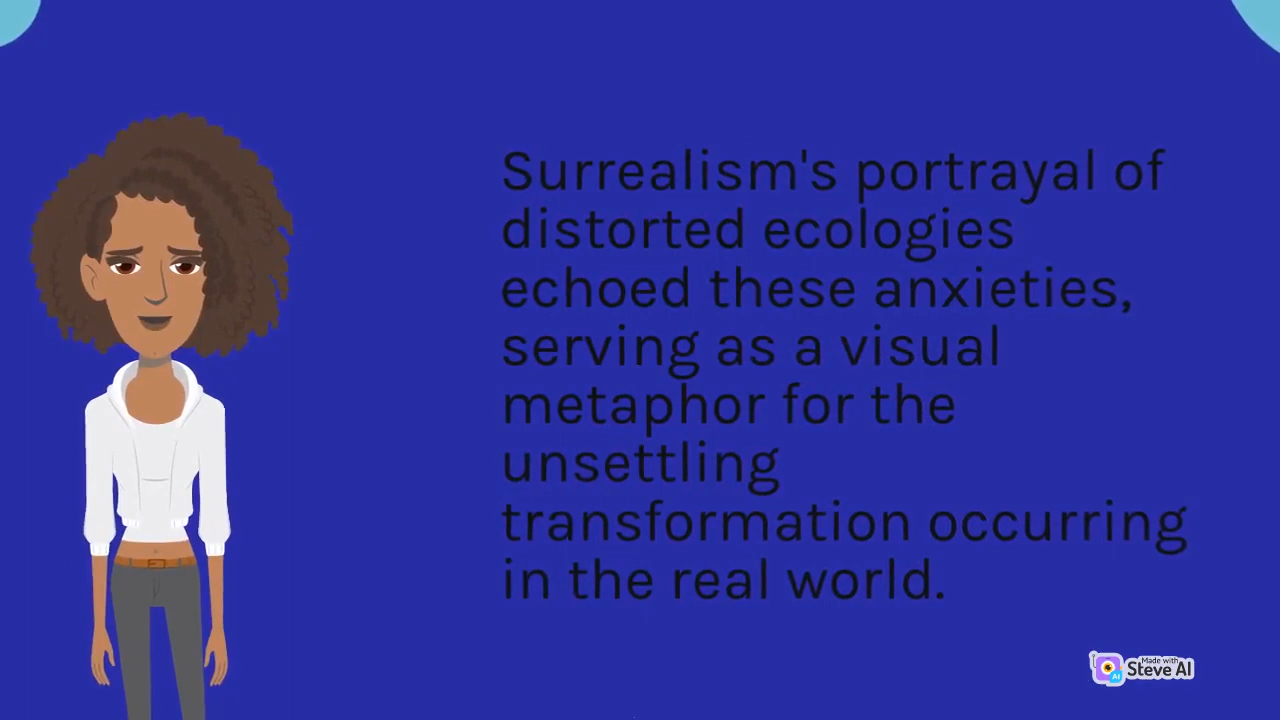 Surrealism's portrayal of
distorted ecologies
echoed these anxieties,
serving as a visual
metaphor for the
unsettling
transformation occurring
in the real world.
Made with
AI Steve AI